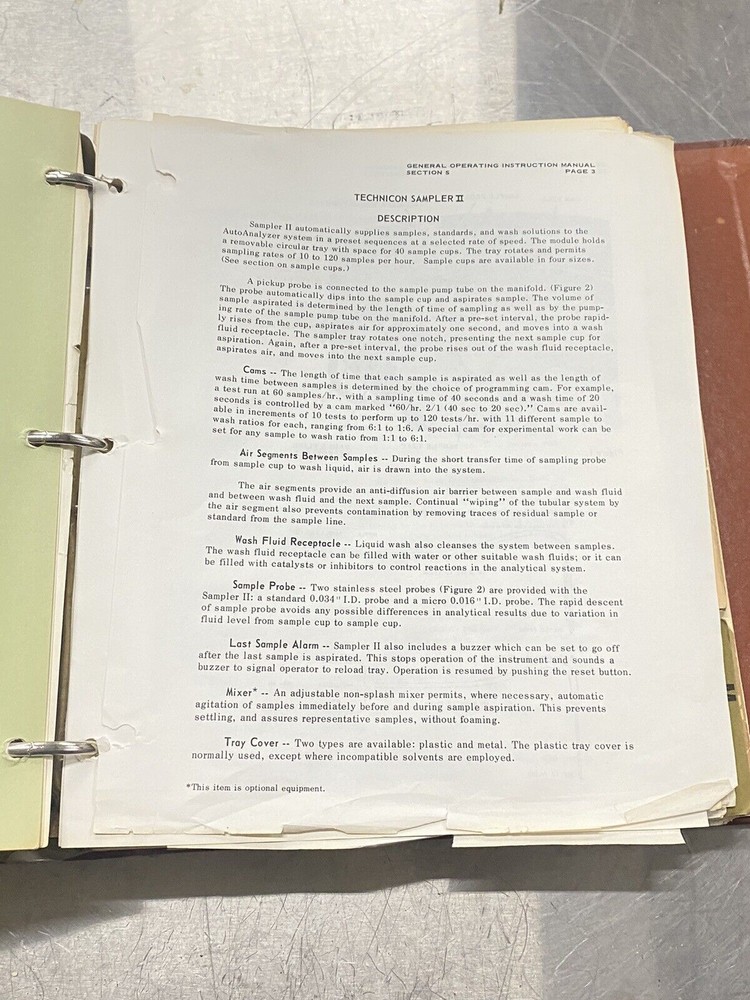 GENERAL OPERATING INSTRUCTION MANUAL
SECTION S PAGE 3
TECHNICON SAMPLER II
DESCRIPTION
Sampler II automatically supplies samples, standards, and wash solutions to the
AutoAnalyzer system in a preset sequences at a selected rate of speed. The module holds
a removable circular tray with space for 40 sample cups. The tray rotates and permits
sampling rates of 10 to 120 samples per hour. Sample cups are available in four sizes.
(See section on sample cups.)
A pickup probe is connected to the sample pump tube on the manifold. (Figure 2)
The probe automatically dips into the sample cup and aspirates sample. The volume of
sample aspirated is determined by the length of time of sampling as well as by the pump-
ing rate of the sample pump tube on the manifold. After a pre-set interval, the probe rapid-
ly rises from the cup, aspirates air for approximately one second, and moves into a wash
fluid receptacle. The sampler tray rotates one notch, presenting the next sample cup for
aspiration. Again, after a pre-set interval, the probe rises out of the wash fluid receptacle,
aspirates air, and moves into the next sample cup.
Cams -- The length of time that each sample is aspirated as well as the length of
wash time between samples is determined by the choice of programming cam. For example,
a test run at 60 samples/hr., with a sampling time of 40 seconds and a wash time of 20
seconds is controlled by a cam marked "60/hr. 2/1 (40 sec to 20 sec)." Cams are avail-
able in increments of 10 tests to perform up to 120 tests/hr. with 11 different sample to
wash ratios for each, ranging from 6:1 to 1:6. A special cam for experimental work can be
set for any sample to wash ratio from 1:1 to 6:1.
Air Segments Between Samples -- During the short transfer time of sampling probe
from sample cup to wash liquid, air is drawn into the system.
The air segments provide an anti-diffusion air barrier between sample and wash fluid
and between wash fluid and the next sample. Continual "wiping" of the tubular system by
the air segment also prevents contamination by removing traces of residual sample or
standard from the sample line.
Wash Fluid Receptacle -- Liquid wash also cleanses the system between samples.
The wash fluid receptacle can be filled with water or other suitable wash fluids; or it can
be filled with catalysts or inhibitors to control reactions in the analytical system.
Sample Probe -- Two stainless steel probes (Figure 2) are provided with the
Sampler II: a standard 0.034" I.D. probe and a micro 0.016" I.D. probe. The rapid descent
of sample probe avoids any possible differences in analytical results due to variation in
fluid level from sample cup to sample cup.
Last Sample Alarm -- Sampler II also includes a buzzer which can be set to go off
after the last sample is aspirated. This stops operation of the instrument and sounds a
buzzer to signal operator to reload tray. Operation is resumed by pushing the reset button.
Mixer* -- An adjustable non-splash mixer permits, where necessary, automatic
agitation of samples immediately before and during sample aspiration. This prevents
settling, and assures representative samples, without foaming.
Tray Cover -- Two types are available: plastic and metal. The plastic tray cover is
normally used, except where incompatible solvents are employed.
*This item is optional equipment.